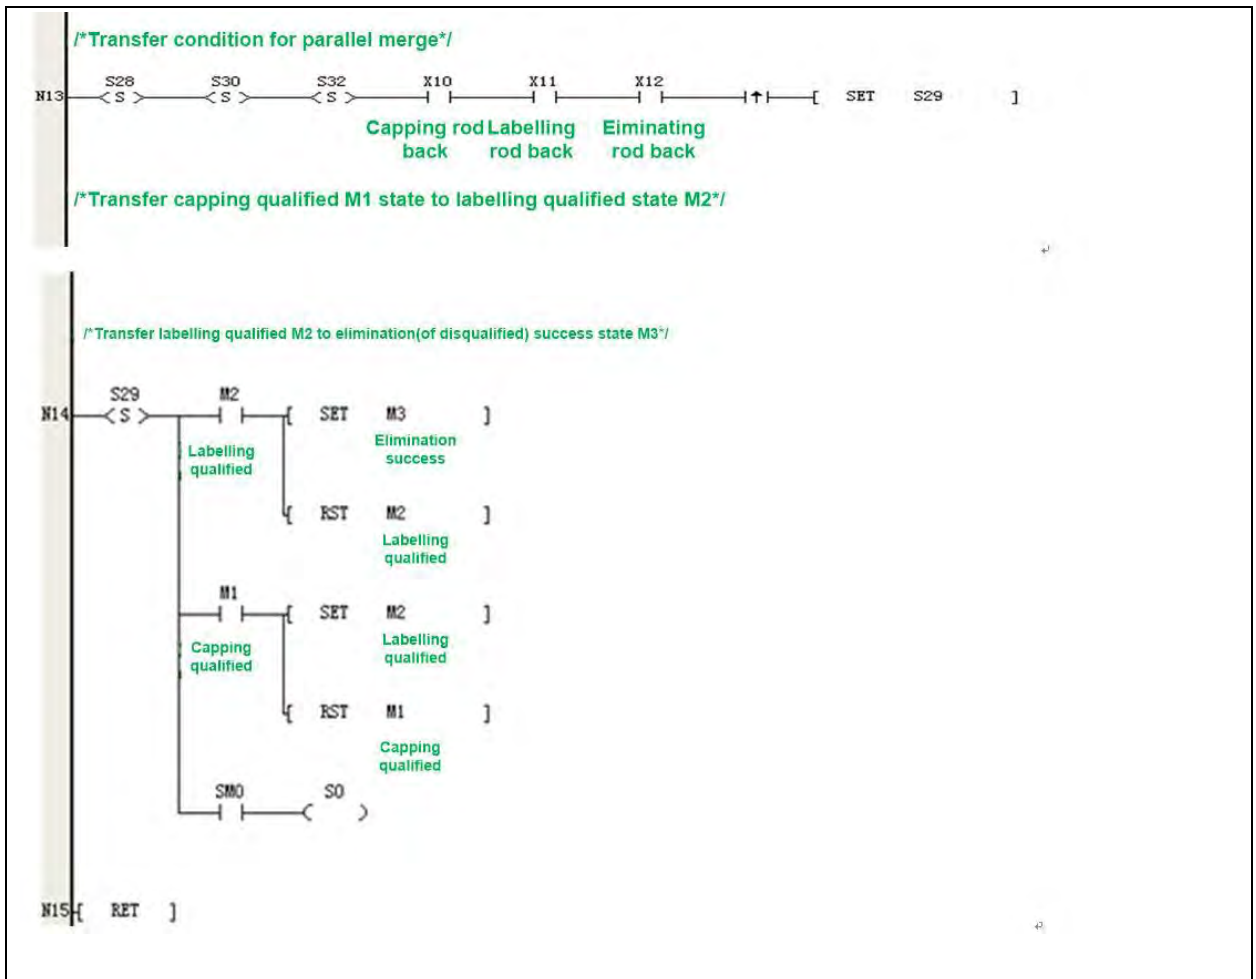 /*Transfer condition for parallel merge*/
S28 S30 S32 X10 X11 X12
N13 < S > < S > < S > [ SET S29 ]
Capping rod back Labelling rod back Eiminating rod back
/*Transfer capping qualified M1 state to labelling qualified state M2*/
/*Transfer labelling qualified M2 to elimination(of disqualified) success state M3*/
S29 M2
N14 < S > [ SET M3 ]
Labelling qualified
Elimination success
[ RST M2 ]
Labelling qualified
M1
[ SET M2 ]
Capping qualified
Labelling qualified
[ RST M1 ]
Capping qualified
SM0 S0
( )
N15 [ RET ]